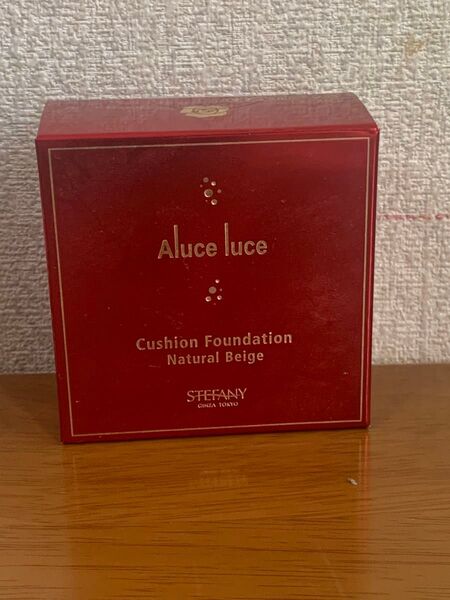 Aluce luce
Cushion Foundation
Natural Beige
STEFANY
GINZA TOKYO